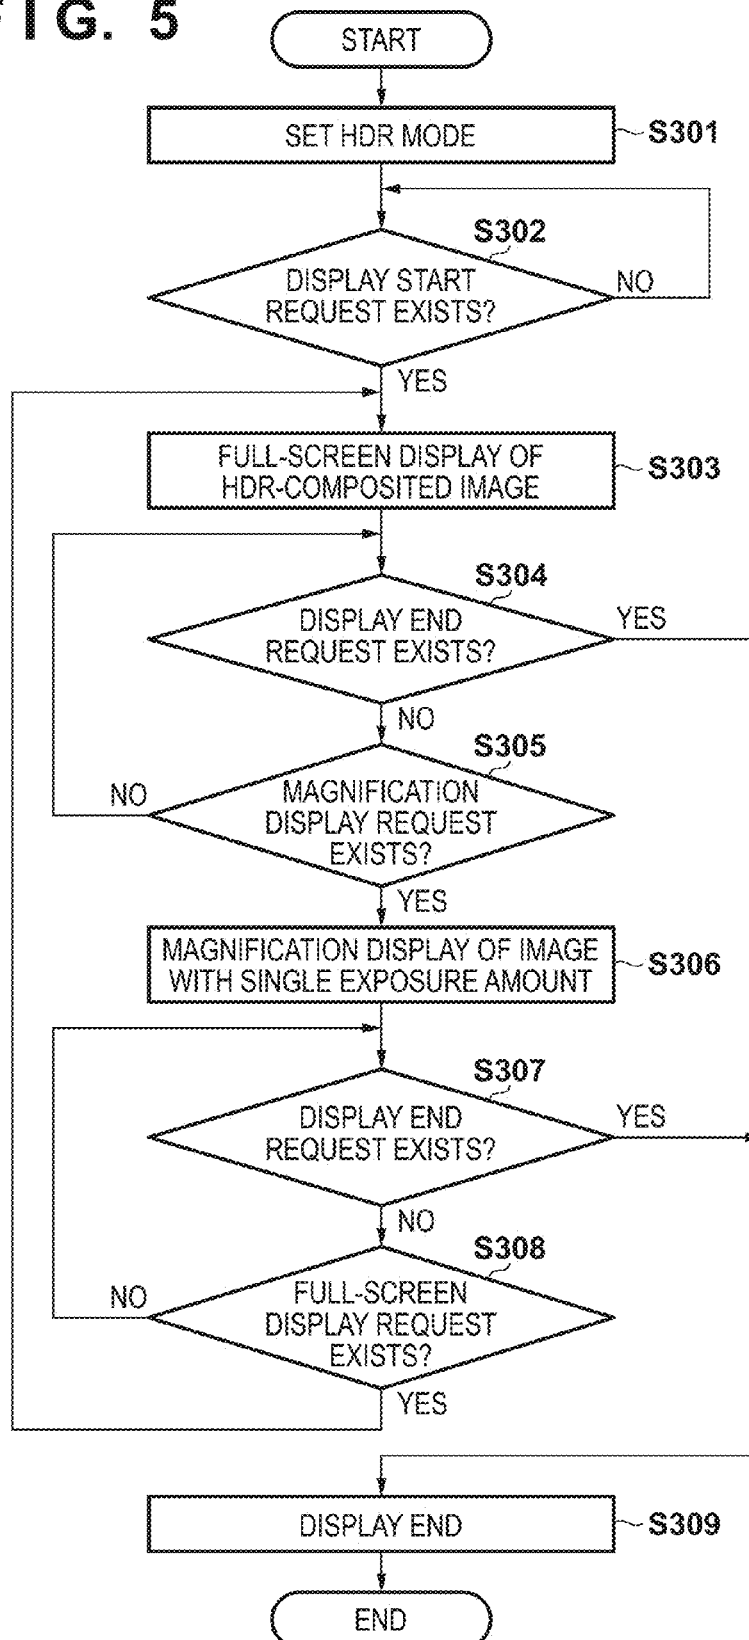 FIG. 5
START
SET HDR MODE
S301
S302
DISPLAY START
REQUEST EXISTS?
NO
YES
FULL-SCREEN DISPLAY OF
HDR-COMPOSITED IMAGE
S303
S304
DISPLAY END
REQUEST EXISTS?
YES
NO
S305
MAGNIFICATION
DISPLAY REQUEST
EXISTS?
NO
YES
MAGNIFICATION DISPLAY OF IMAGE
WITH SINGLE EXPOSURE AMOUNT
S306
S307
DISPLAY END
REQUEST EXISTS?
YES
NO
S308
FULL-SCREEN
DISPLAY REQUEST
EXISTS?
NO
YES
DISPLAY END
S309
END